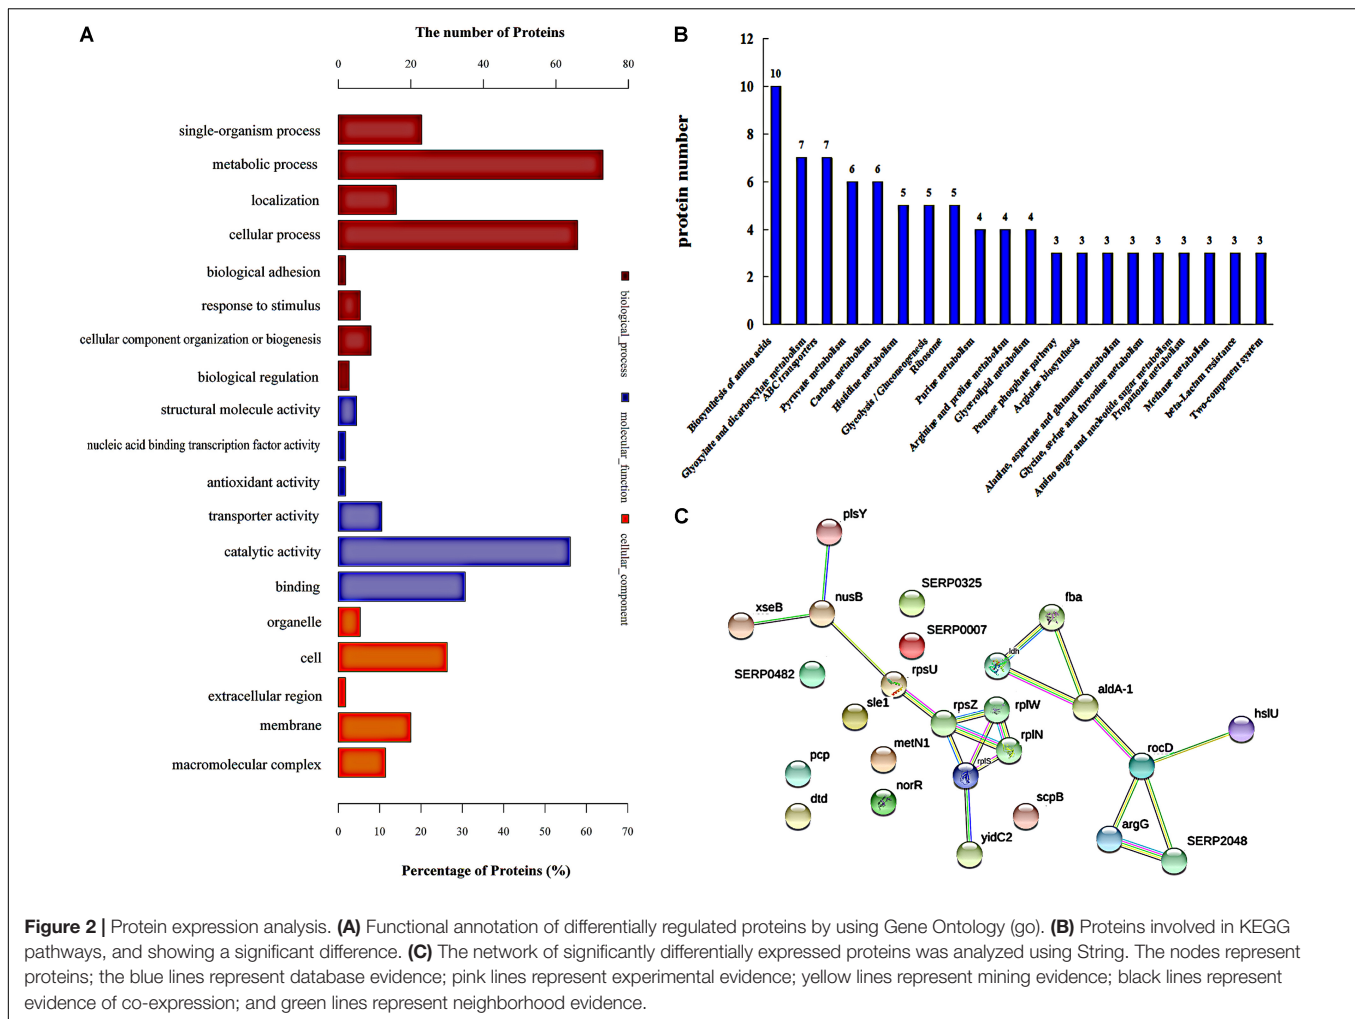 A
The number of Proteins
0 20 40 60 80
single-organism process
metabolic process
localization
cellular process
biological adhesion
response to stimulus
cellular component organization or biogenesis
biological regulation
structural molecule activity
nucleic acid binding transcription factor activity
antioxidant activity
transporter activity
catalytic activity
binding
organelle
cell
extracellular region
membrane
macromolecular complex
0 10 20 30 40 50 60 70
Percentage of Proteins (%)
biological_process
molecular_function
cellular_component
B
protein number
12
10
8
6
4
2
0
10 7 7 6 6 5 5 5 4 4 4 3 3 3 3 3 3 3 3 3
Biosynthesis of amino acids
Glyoxylate and dicarboxylate metabolism
ABC transporters
Pyruvate metabolism
Carbon metabolism
Histidine metabolism
Glycolysis / Gluconeogenesis
Ribosome
Purine metabolism
Arginine and proline metabolism
Glycerolipid metabolism
Pentose phosphate pathway
Arginine biosynthesis
Alanine, aspartate and glutamate metabolism
Glycine, serine and threonine metabolism
Amino sugar and nucleotide sugar metabolism
Propanoate metabolism
Methane metabolism
beta-Lactam resistance
Two-component system
C
plsY
SERP0325
fba
nusB
xseB
SERP0007
ldh
SERP0482
rpsU
aldA-1
sle1
rpsZ
rplW
hslU
rplN
metN1
rplS
rocD
pcp
norR
dtd
scpB
argG
yidC2
SERP2048
Figure 2 | Protein expression analysis. (A) Functional annotation of differentially regulated proteins by using Gene Ontology (go). (B) Proteins involved in KEGG
pathways, and showing a significant difference. (C) The network of significantly differentially expressed proteins was analyzed using String. The nodes represent
proteins; the blue lines represent database evidence; pink lines represent experimental evidence; yellow lines represent mining evidence; black lines represent
evidence of co-expression; and green lines represent neighborhood evidence.